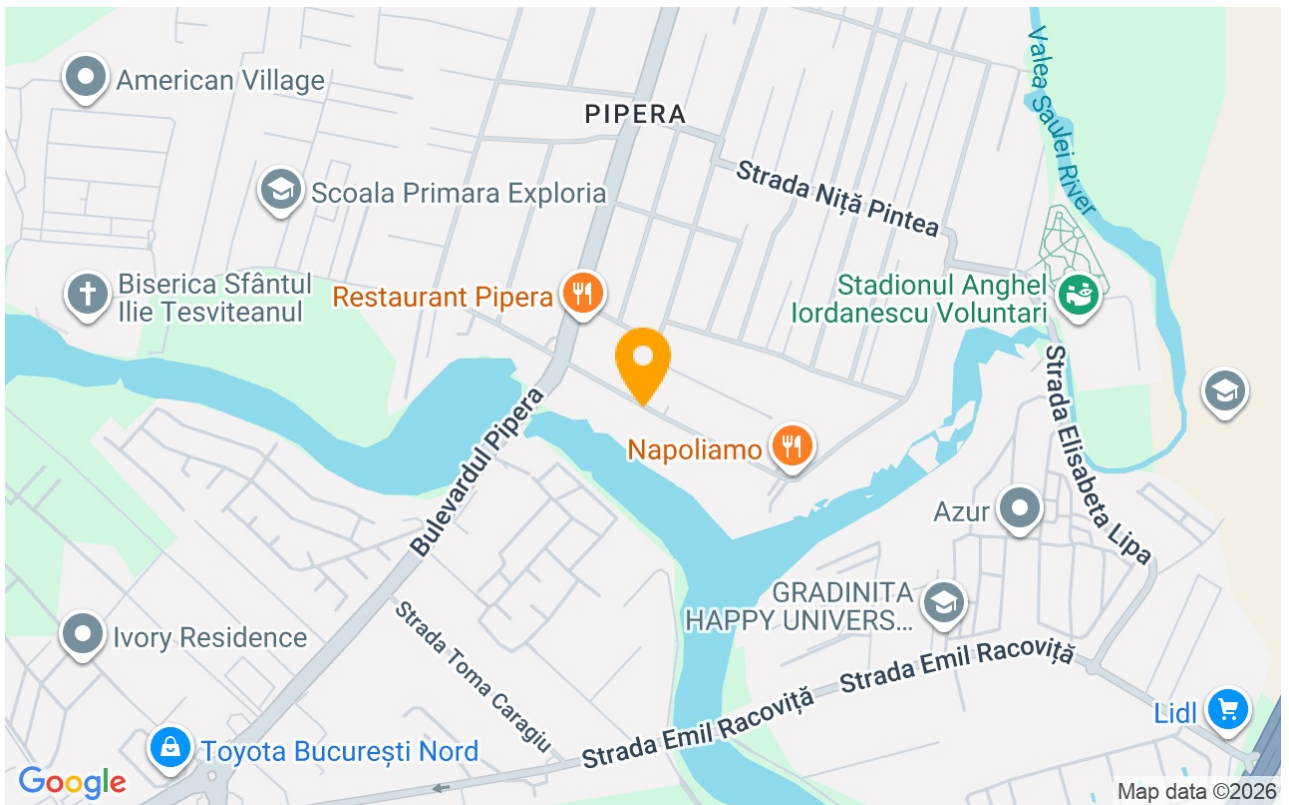 American Village
PIPERA
Valea Saulei River
Scoala Primara Exploria
Strada Niță Pintea
Biserica Sfântul
Ilie Tesviteanul
Restaurant Pipera
Stadionul Anghel
Iordanescu Voluntari
Bulevardul Pipera
Napoliamo
Strada Elisabeta Lipa
Azur
GRADINITA
HAPPY UNIVERS...
Ivory Residence
Strada Toma Caragiu
Strada Emil Racoviță
Strada Emil Racoviță
Lidl
Toyota București Nord
Google
Map data ©2026